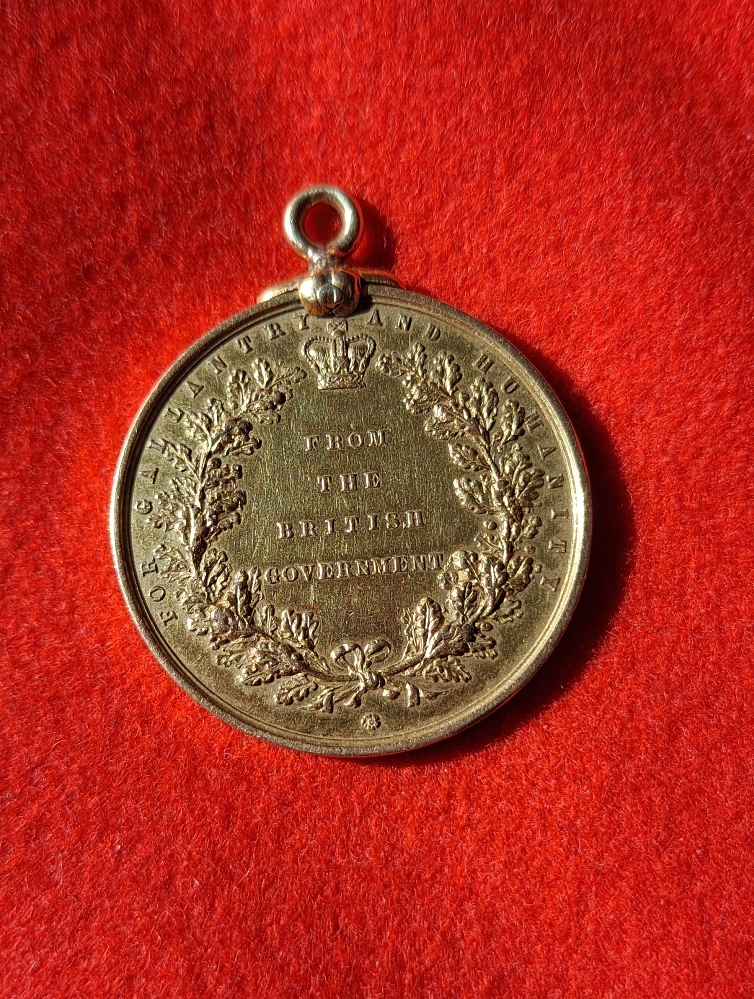 FOR GALLANTRY AND HUMANITY
FROM
THE
BRITISH
GOVERNMENT